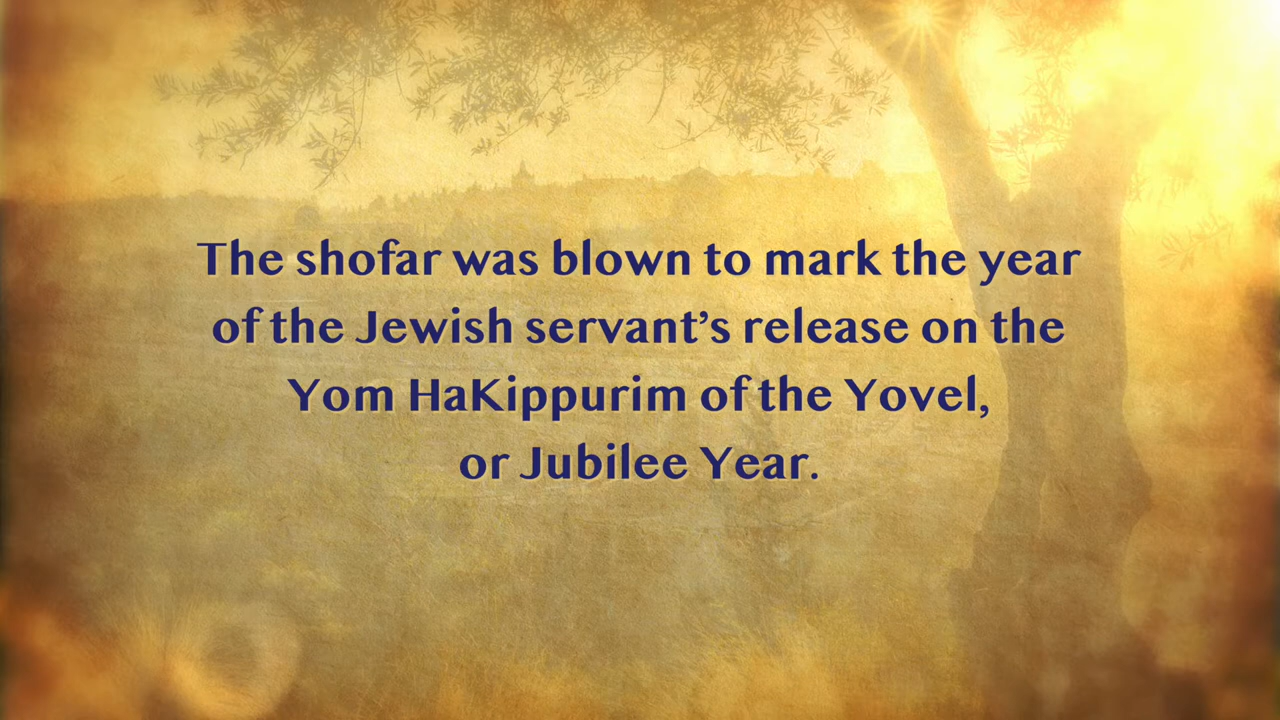 The shofar was blown to mark the year
of the Jewish servant’s release on the
Yom HaKippurim of the Yovel,
or Jubilee Year.